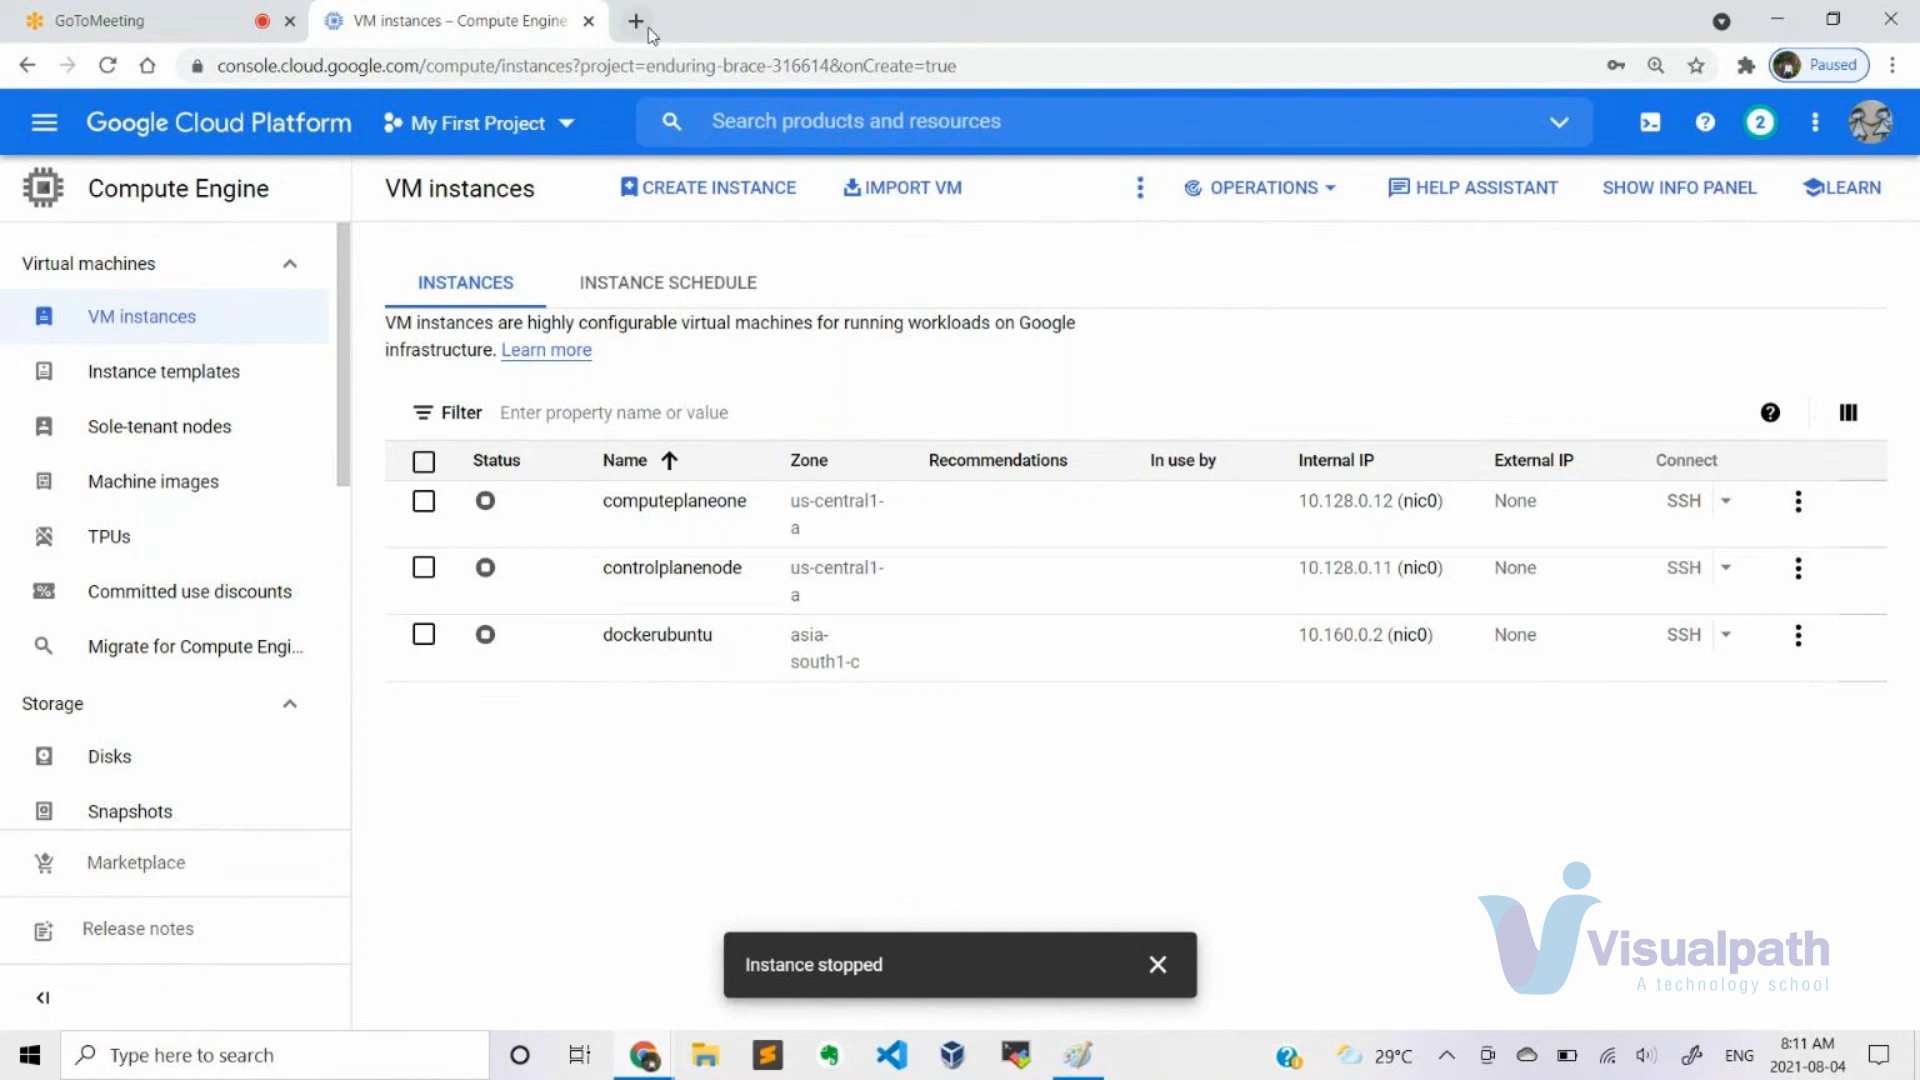 GoToMeeting
VM instances – Compute Engine
console.cloud.google.com/compute/instances?project=enduring-brace-316614&onCreate=true
Paused
Google Cloud Platform
My First Project
Search products and resources
2
Compute Engine
VM instances
CREATE INSTANCE
IMPORT VM
OPERATIONS
HELP ASSISTANT
SHOW INFO PANEL
LEARN
Virtual machines
VM instances
Instance templates
Sole-tenant nodes
Machine images
TPUs
Committed use discounts
Migrate for Compute Engi...
Storage
Disks
Snapshots
Marketplace
Release notes
INSTANCES
INSTANCE SCHEDULE
VM instances are highly configurable virtual machines for running workloads on Google
infrastructure. Learn more
Filter Enter property name or value
Status Name Zone Recommendations In use by Internal IP External IP Connect
computeplaneone us-central1- 10.128.0.12 (nic0) None SSH
a
controlplanenode us-central1- 10.128.0.11 (nic0) None SSH
a
dockerubuntu asia- 10.160.0.2 (nic0) None SSH
south1-c
Instance stopped
Visualpath
A technology school
Type here to search
29°C
ENG
8:11 AM
2021-08-04